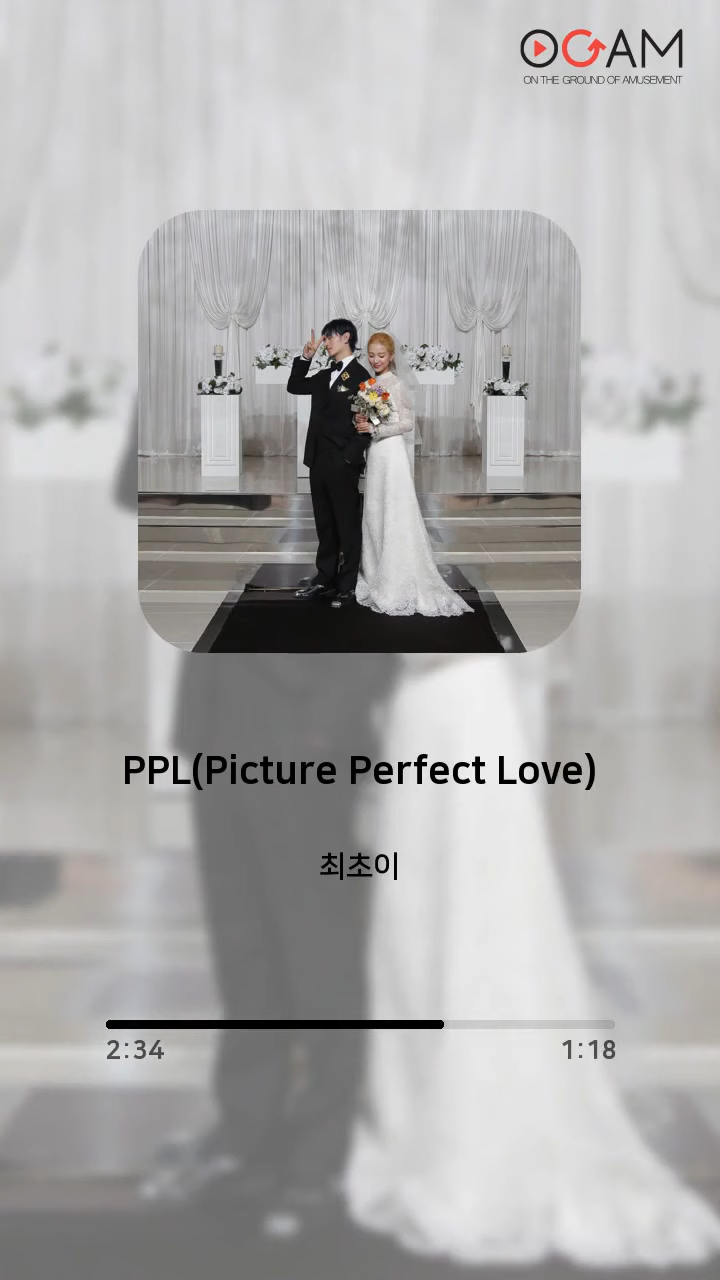 OGAM
ON THE GROUND OF AMUSEMENT
PPL(Picture Perfect Love)
최초이
2:34
1:18